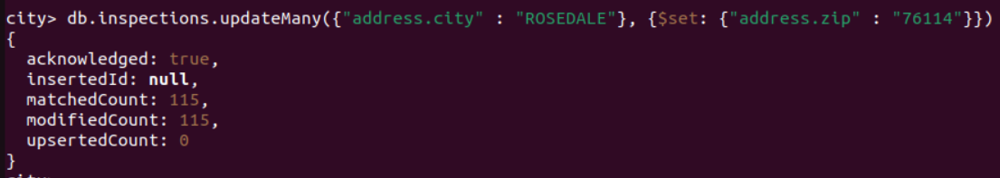 city> db.inspections.updateMany({"address.city" : "ROSEDALE"}, {$set: {"address.zip" : "76114"}})
{
  acknowledged: true,
  insertedId: null,
  matchedCount: 115,
  modifiedCount: 115,
  upsertedCount: 0
}